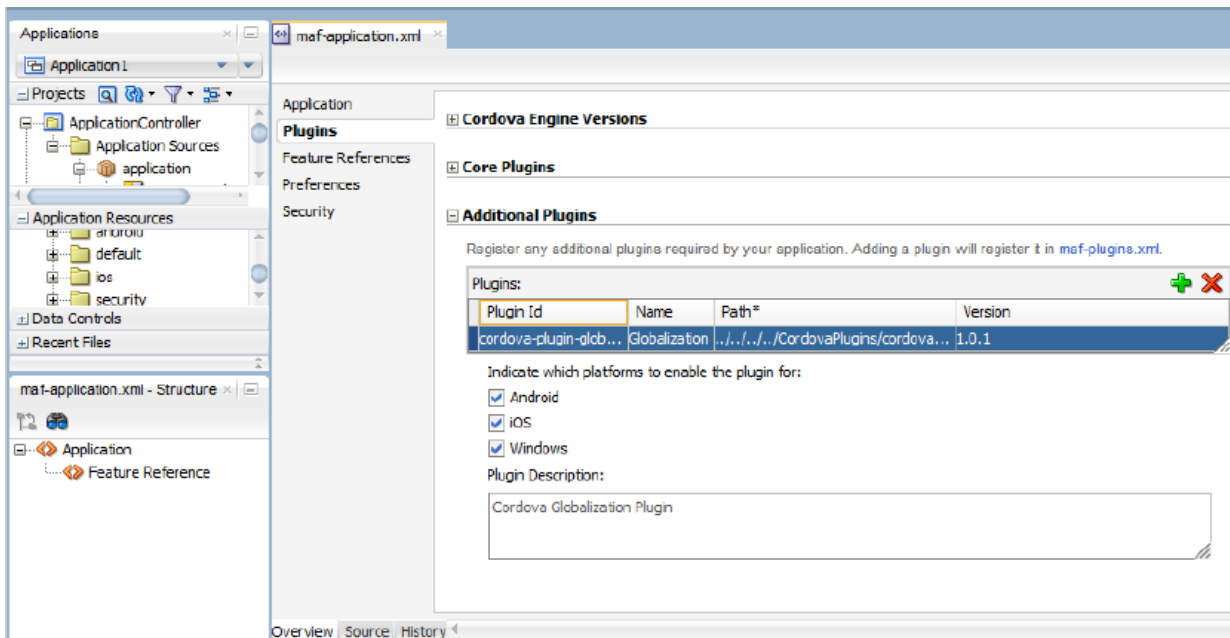 Applications
Application1
Projects
ApplicationController
Application Sources
application
Application Resources
android
default
ios
security
Data Controls
Recent Files
maf-application.xml - Structure
Application
Feature Reference
maf-application.xml
Application
Plugins
Feature References
Preferences
Security
Cordova Engine Versions
Core Plugins
Additional Plugins
Register any additional plugins required by your application. Adding a plugin will register it in maf-plugins.xml.
Plugins:
Plugin Id Name Path* Version
cordova-plugin-glob... Globalization ../../../../CordovaPlugins/cordova... 1.0.1
Indicate which platforms to enable the plugin for:
Android
iOS
Windows
Plugin Description:
Cordova Globalization Plugin
Overview Source History